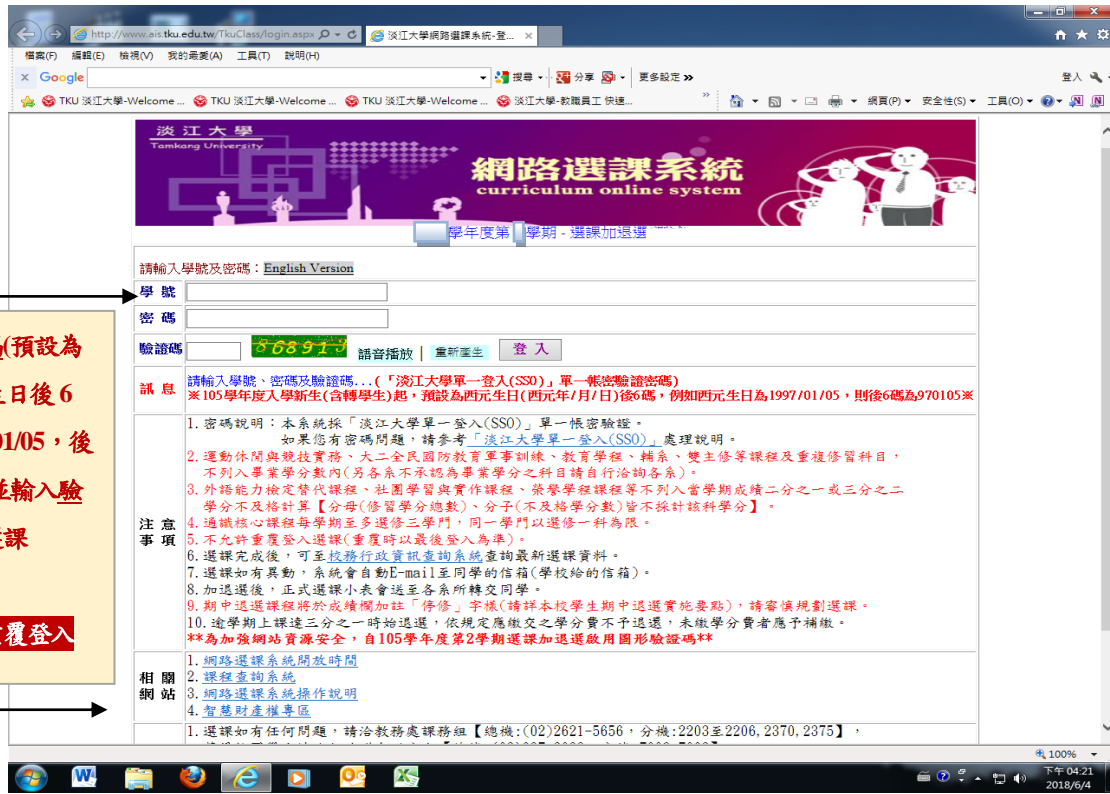 http://www.ais.tku.edu.tw/TkuClass/login.aspx
淡江大學網路選課系統-登...
檔案(F) 編輯(E) 檢視(V) 我的最愛(A) 工具(T) 說明(H)
Google
搜尋 分享 更多設定 »
登入
TKU 淡江大學-Welcome ... TKU 淡江大學-Welcome ... TKU 淡江大學-Welcome ... 淡江大學-教職員工 快速...
網頁(P) 安全性(S) 工具(O)
淡江大學
Tamkang University
網路選課系統
curriculum online system
學年度第 學期 - 選課加退選
請輸入學號及密碼：English Version
學 號
密 碼
驗證碼 868913 語音播放 | 重新產生 登 入
訊 息
請輸入學號、密碼及驗證碼...(「淡江大學單一登入(SSO)」單一帳密驗證密碼)
※105學年度入學新生(含轉學生)起，預設為西元生日(西元年/月/日)後6碼，例如西元生日為1997/01/05，則後6碼為970105※
注 意
事 項
1.密碼說明：本系統採「淡江大學單一登入(SSO)」單一帳密驗證。
如果您有密碼問題，請參考「淡江大學單一登入(SSO)」處理說明。
2.運動休閒與競技實務、大二全民國防教育軍事訓練、教育學程、輔系、雙主修等課程及重複修習科目，
不列入畢業學分數內(另各系不承認為畢業學分之科目請自行洽詢各系)。
3.外語能力檢定替代課程、社團學習與實作課程、榮譽學程課程等不列入當學期成績二分之一或三分之二
學分不及格計算【分母(修習學分總數)、分子(不及格學分數)皆不採計該科學分】。
4.通識核心課程每學期至多選修三學門，同一學門以選修一科為限。
5.不允許重覆登入選課(重覆時以最後登入為準)。
6.選課完成後，可至校務行政資訊查詢系統查詢最新選課資料。
7.選課如有異動，系統會自動E-mail至同學的信箱(學校給的信箱)。
8.加退選後，正式選課小表會送至各系所轉交同學。
9.期中退選課程將於成績欄加註「停修」字樣(請詳本校學生期中退選實施要點)，請審慎規劃選課。
10.逾學期上課達三分之一時始退選，依規定應繳之學分費不予退還，未繳學分費者應予補繳。
**為加強網站資源安全，自105學年度第2學期選課加退選啟用圖形驗證碼**
相 關
網 站
1.網路選課系統開放時間
2.課程查詢系統
3.網路選課系統操作說明
4.智慧財產權專區
1.選課如有任何問題，請洽教務處課務組【總機:(02)2621-5656，分機:2203至2206,2370,2375】，
(預設為
生日後 6
01/05，後
並輸入驗
選課
重覆登入
100%
下午 04:21
2018/6/4